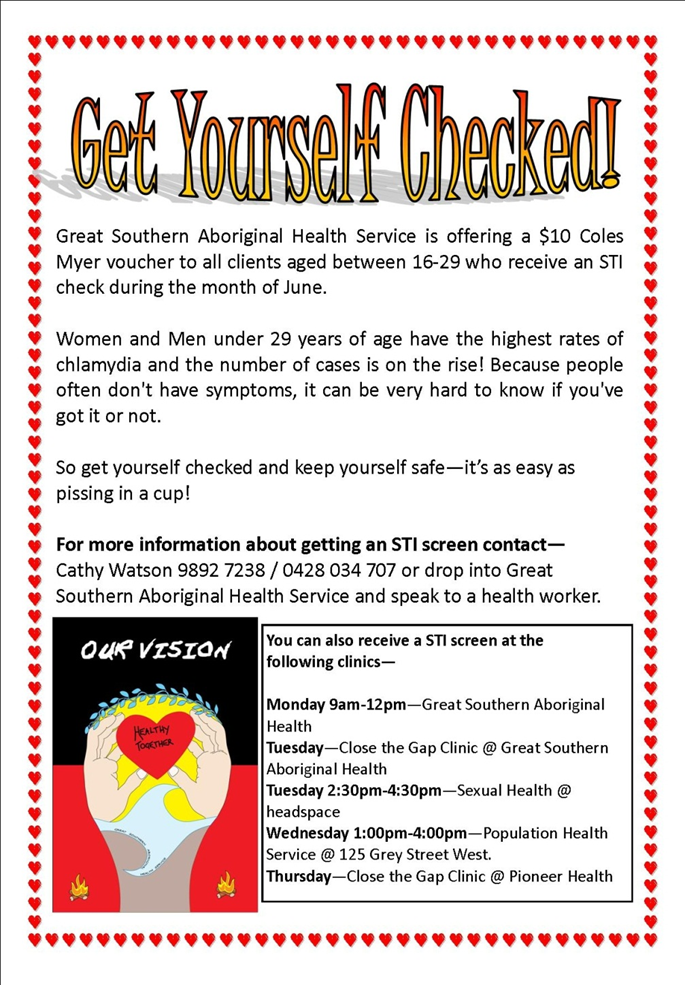 Get Yourself Checked!
Great Southern Aboriginal Health Service is offering a $10 Coles
Myer voucher to all clients aged between 16-29 who receive an STI
check during the month of June.
Women and Men under 29 years of age have the highest rates of
chlamydia and the number of cases is on the rise! Because people
often don't have symptoms, it can be very hard to know if you've
got it or not.
So get yourself checked and keep yourself safe—it's as easy as
pissing in a cup!
For more information about getting an STI screen contact—
Cathy Watson 9892 7238 / 0428 034 707 or drop into Great
Southern Aboriginal Health Service and speak to a health worker.
OUR VISION
HEALTHY
TOGETHER
You can also receive a STI screen at the
following clinics—
Monday 9am-12pm—Great Southern Aboriginal
Health
Tuesday—Close the Gap Clinic @ Great Southern
Aboriginal Health
Tuesday 2:30pm-4:30pm—Sexual Health @
headspace
Wednesday 1:00pm-4:00pm—Population Health
Service @ 125 Grey Street West.
Thursday—Close the Gap Clinic @ Pioneer Health